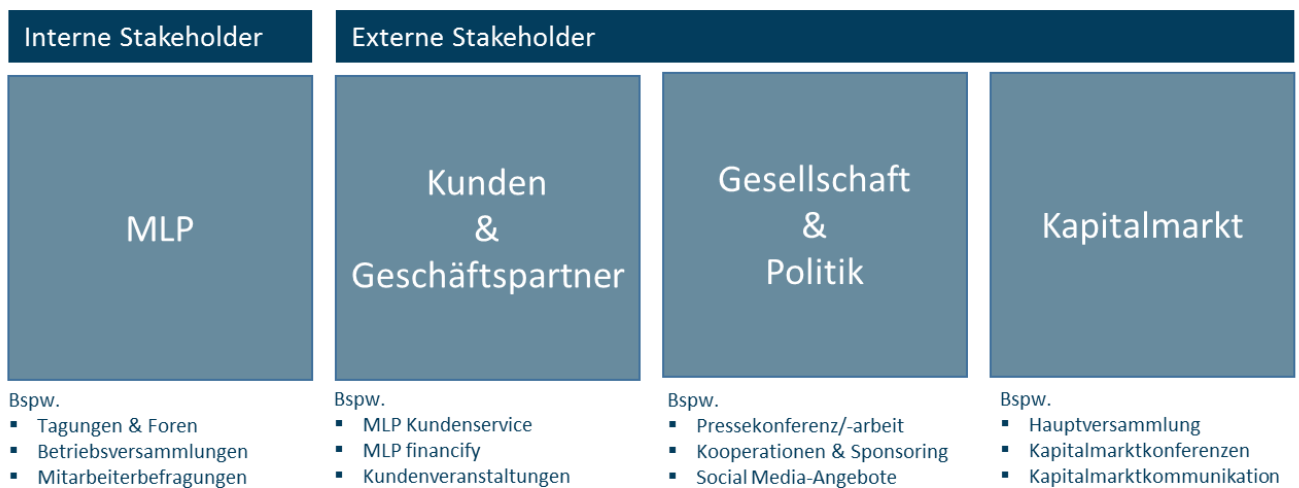 Interne Stakeholder
Externe Stakeholder
MLP
Kunden
&
Geschäftspartner
Gesellschaft
&
Politik
Kapitalmarkt
Bspw.
▪ Tagungen & Foren
▪ Betriebsversammlungen
▪ Mitarbeiterbefragungen
Bspw.
▪ MLP Kundenservice
▪ MLP financify
▪ Kundenveranstaltungen
Bspw.
▪ Pressekonferenz/-arbeit
▪ Kooperationen & Sponsoring
▪ Social Media-Angebote
Bspw.
▪ Hauptversammlung
▪ Kapitalmarktkonferenzen
▪ Kapitalmarktkommunikation